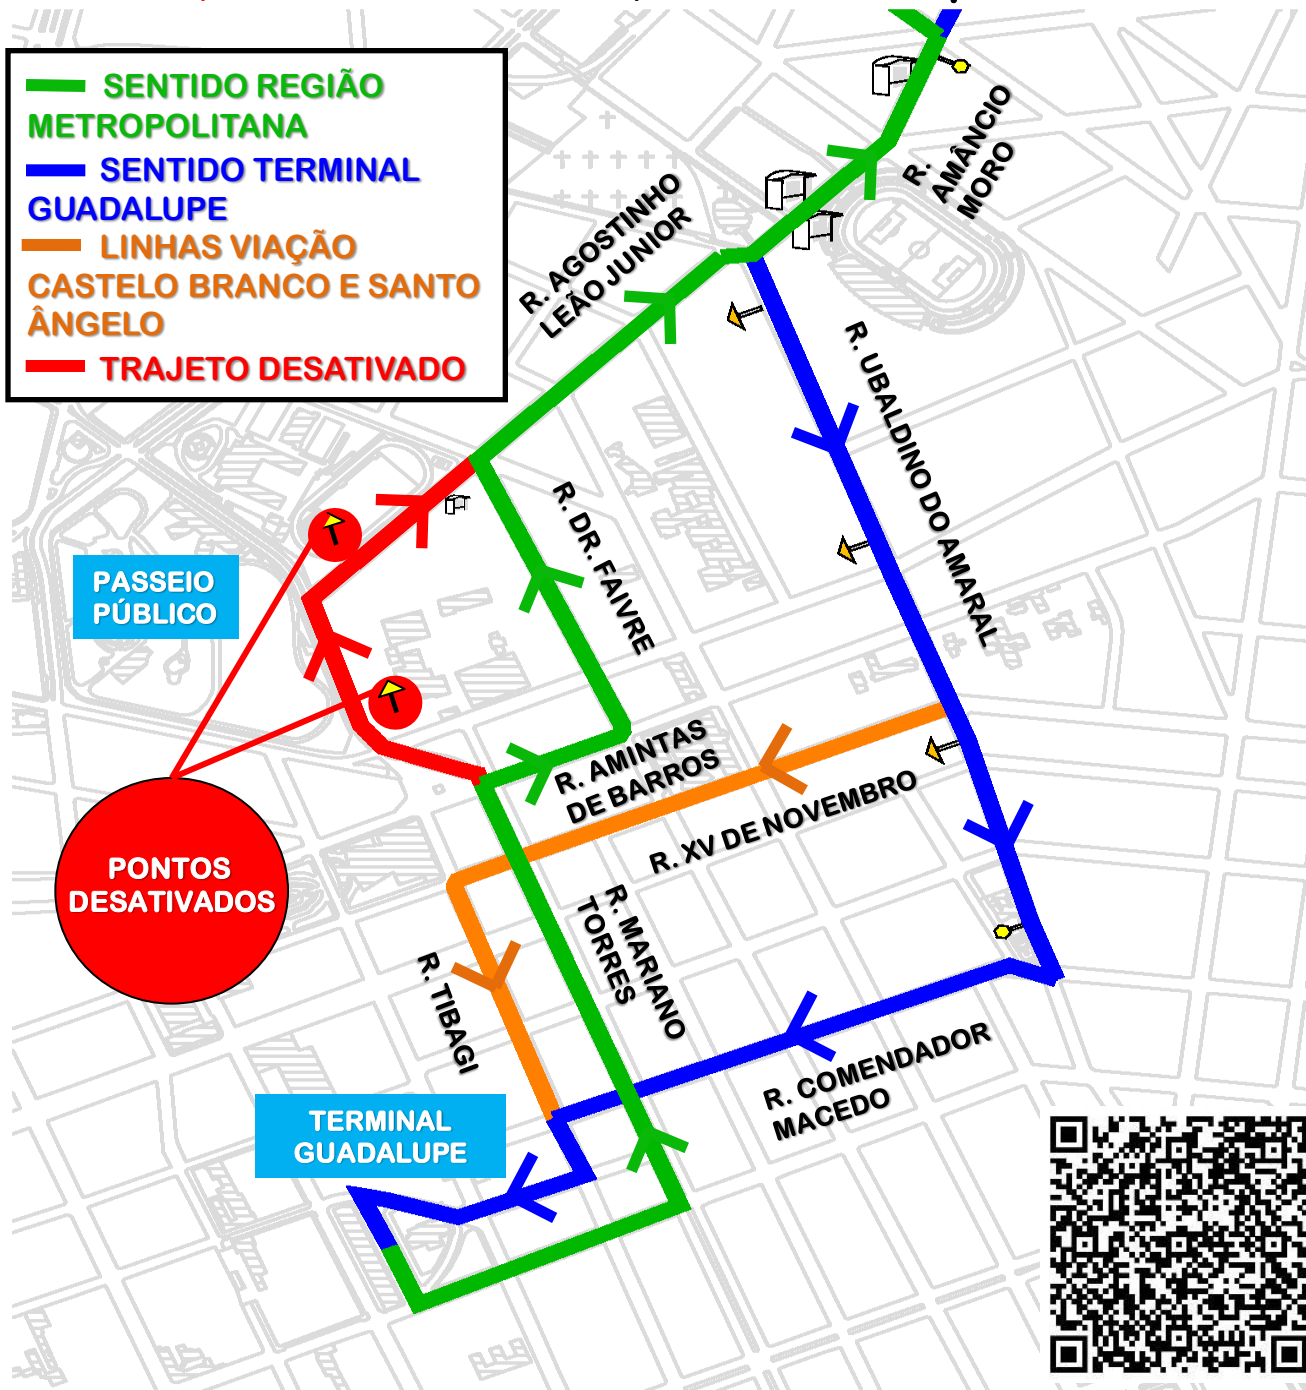 SENTIDO REGIÃO
METROPOLITANA
SENTIDO TERMINAL
GUADALUPE
LINHAS VIAÇÃO
CASTELO BRANCO E SANTO
ÂNGELO
TRAJETO DESATIVADO
R.
AMÂNCIO
MORO
R. AGOSTINHO
LEÃO JUNIOR
R. UBALDINO DO AMARAL
R. DR. FAIVRE
PASSEIO
PÚBLICO
R. AMINTAS
DE BARROS
R. XV DE NOVEMBRO
PONTOS
DESATIVADOS
R. MARIANO
TORRES
R. TIBAGI
R. COMENDADOR
MACEDO
TERMINAL
GUADALUPE